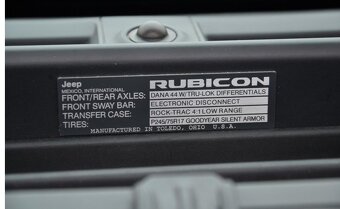 Jeep
MEXICO, INTERNATIONAL
RUBICON
FRONT/REAR AXLES: DANA 44 W/TRU-LOK DIFFERENTIALS
FRONT SWAY BAR: ELECTRONIC DISCONNECT
TRANSFER CASE: ROCK-TRAC 4:1 LOW RANGE
TIRES: P245/75R17 GOODYEAR SILENT ARMOR
MANUFACTURED IN TOLEDO, OHIO U.S.A.